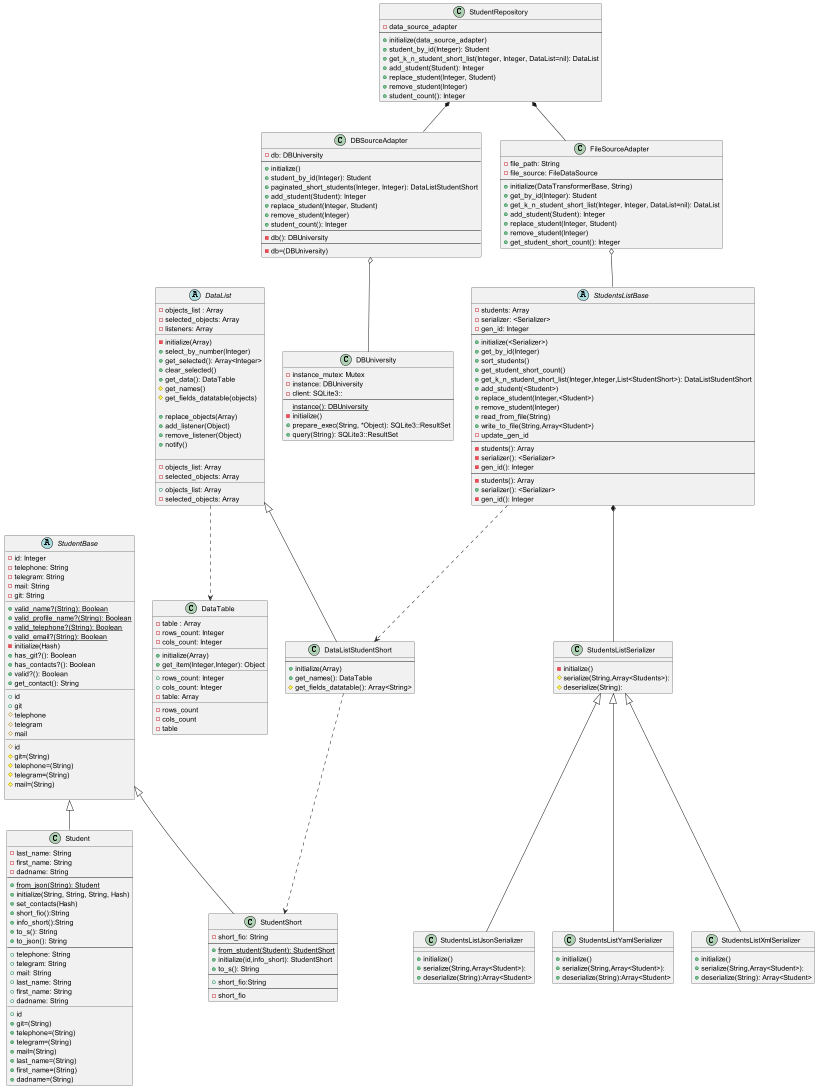 C StudentRepository
data_source_adapter
initialize(data_source_adapter)
student_by_id(Integer): Student
get_k_n_student_short_list(Integer, Integer, DataList=nil): DataList
add_student(Student): Integer
replace_student(Integer, Student)
remove_student(Integer)
student_count(): Integer
C DBSourceAdapter
db: DBUniversity
initialize()
student_by_id(Integer): Student
paginated_short_students(Integer, Integer): DataListStudentShort
add_student(Student): Integer
replace_student(Integer, Student)
remove_student(Integer)
student_count(): Integer
db(): DBUniversity
db=(DBUniversity)
C FileSourceAdapter
file_path: String
file_source: FileDataSource
initialize(DataTransformerBase, String)
get_by_id(Integer): Student
get_k_n_student_short_list(Integer, Integer, DataList=nil): DataList
add_student(Student): Integer
replace_student(Integer, Student)
remove_student(Integer)
get_student_short_count(): Integer
A DataList
objects_list : Array
selected_objects: Array
listeners: Array
initialize(Array)
select_by_number(Integer)
get_selected(): Array<Integer>
clear_selected()
get_data(): DataTable
get_names()
get_fields_datatable(objects)
replace_objects(Array)
add_listener(Object)
remove_listener(Object)
notify()
objects_list: Array
selected_objects: Array
objects_list: Array
selected_objects: Array
C DBUniversity
instance_mutex: Mutex
instance: DBUniversity
client: SQLite3::
instance(): DBUniversity
initialize()
prepare_exec(String, *Object): SQLite3::ResultSet
query(String): SQLite3::ResultSet
A StudentsListBase
students: Array
serializer: <Serializer>
gen_id: Integer
initialize(<Serializer>)
get_by_id(Integer)
sort_students()
get_student_short_count()
get_k_n_student_short_list(Integer,Integer,List<StudentShort>): DataListStudentShort
add_student(<Student>)
replace_student(Integer,<Student>)
remove_student(Integer)
read_from_file(String)
write_to_file(String,Array<Student>)
update_gen_id
students(): Array
serializer(): <Serializer>
gen_id(): Integer
students(): Array
serializer(): <Serializer>
gen_id(): Integer
A StudentBase
id: Integer
telephone: String
telegram: String
mail: String
git: String
valid_name?(String): Boolean
valid_profile_name?(String): Boolean
valid_telephone?(String): Boolean
valid_email?(String): Boolean
initialize(Hash)
has_git?(): Boolean
has_contacts?(): Boolean
valid?(): Boolean
get_contact(): String
id
git
telephone
telegram
mail
id
git=(String)
telephone=(String)
telegram=(String)
mail=(String)
C DataTable
table : Array
rows_count: Integer
cols_count: Integer
initialize(Array)
get_item(Integer,Integer): Object
rows_count: Integer
cols_count: Integer
table: Array
rows_count
cols_count
table
C DataListStudentShort
initialize(Array)
get_names(): DataTable
get_fields_datatable(): Array<String>
C StudentsListSerializer
initialize()
serialize(String,Array<Students>):
deserialize(String):
C Student
last_name: String
first_name: String
dadname: String
from_json(String): Student
initialize(String, String, String, Hash)
set_contacts(Hash)
short_fio():String
info_short():String
to_s(): String
to_json(): String
telephone: String
telegram: String
mail: String
last_name: String
first_name: String
dadname: String
id
git=(String)
telephone=(String)
telegram=(String)
mail=(String)
last_name=(String)
first_name=(String)
dadname=(String)
C StudentShort
short_fio: String
from_student(Student): StudentShort
initialize(id,info_short): StudentShort
to_s(): String
short_fio:String
short_fio
C StudentsListJsonSerializer
initialize()
serialize(String,Array<Student>):
deserialize(String):Array<Student>
C StudentsListYamlSerializer
initialize()
serialize(String,Array<Student>):
deserialize(String):Array<Student>
C StudentsListXmlSerializer
initialize()
serialize(String,Array<Student>):
deserialize(String): Array<Student>